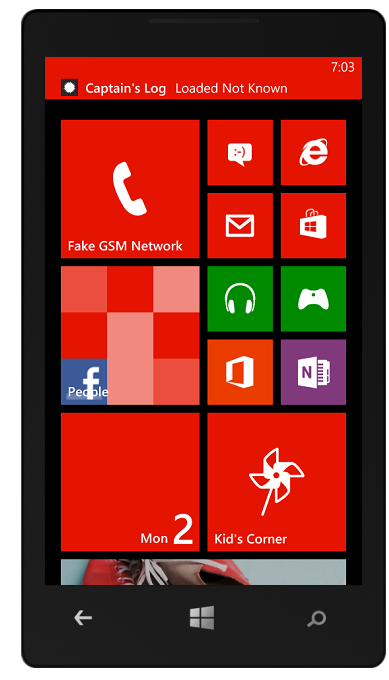 7:03
Captain's Log Loaded Not Known
:-)
Fake GSM Network
f
People
N
Mon 2
Kid's Corner